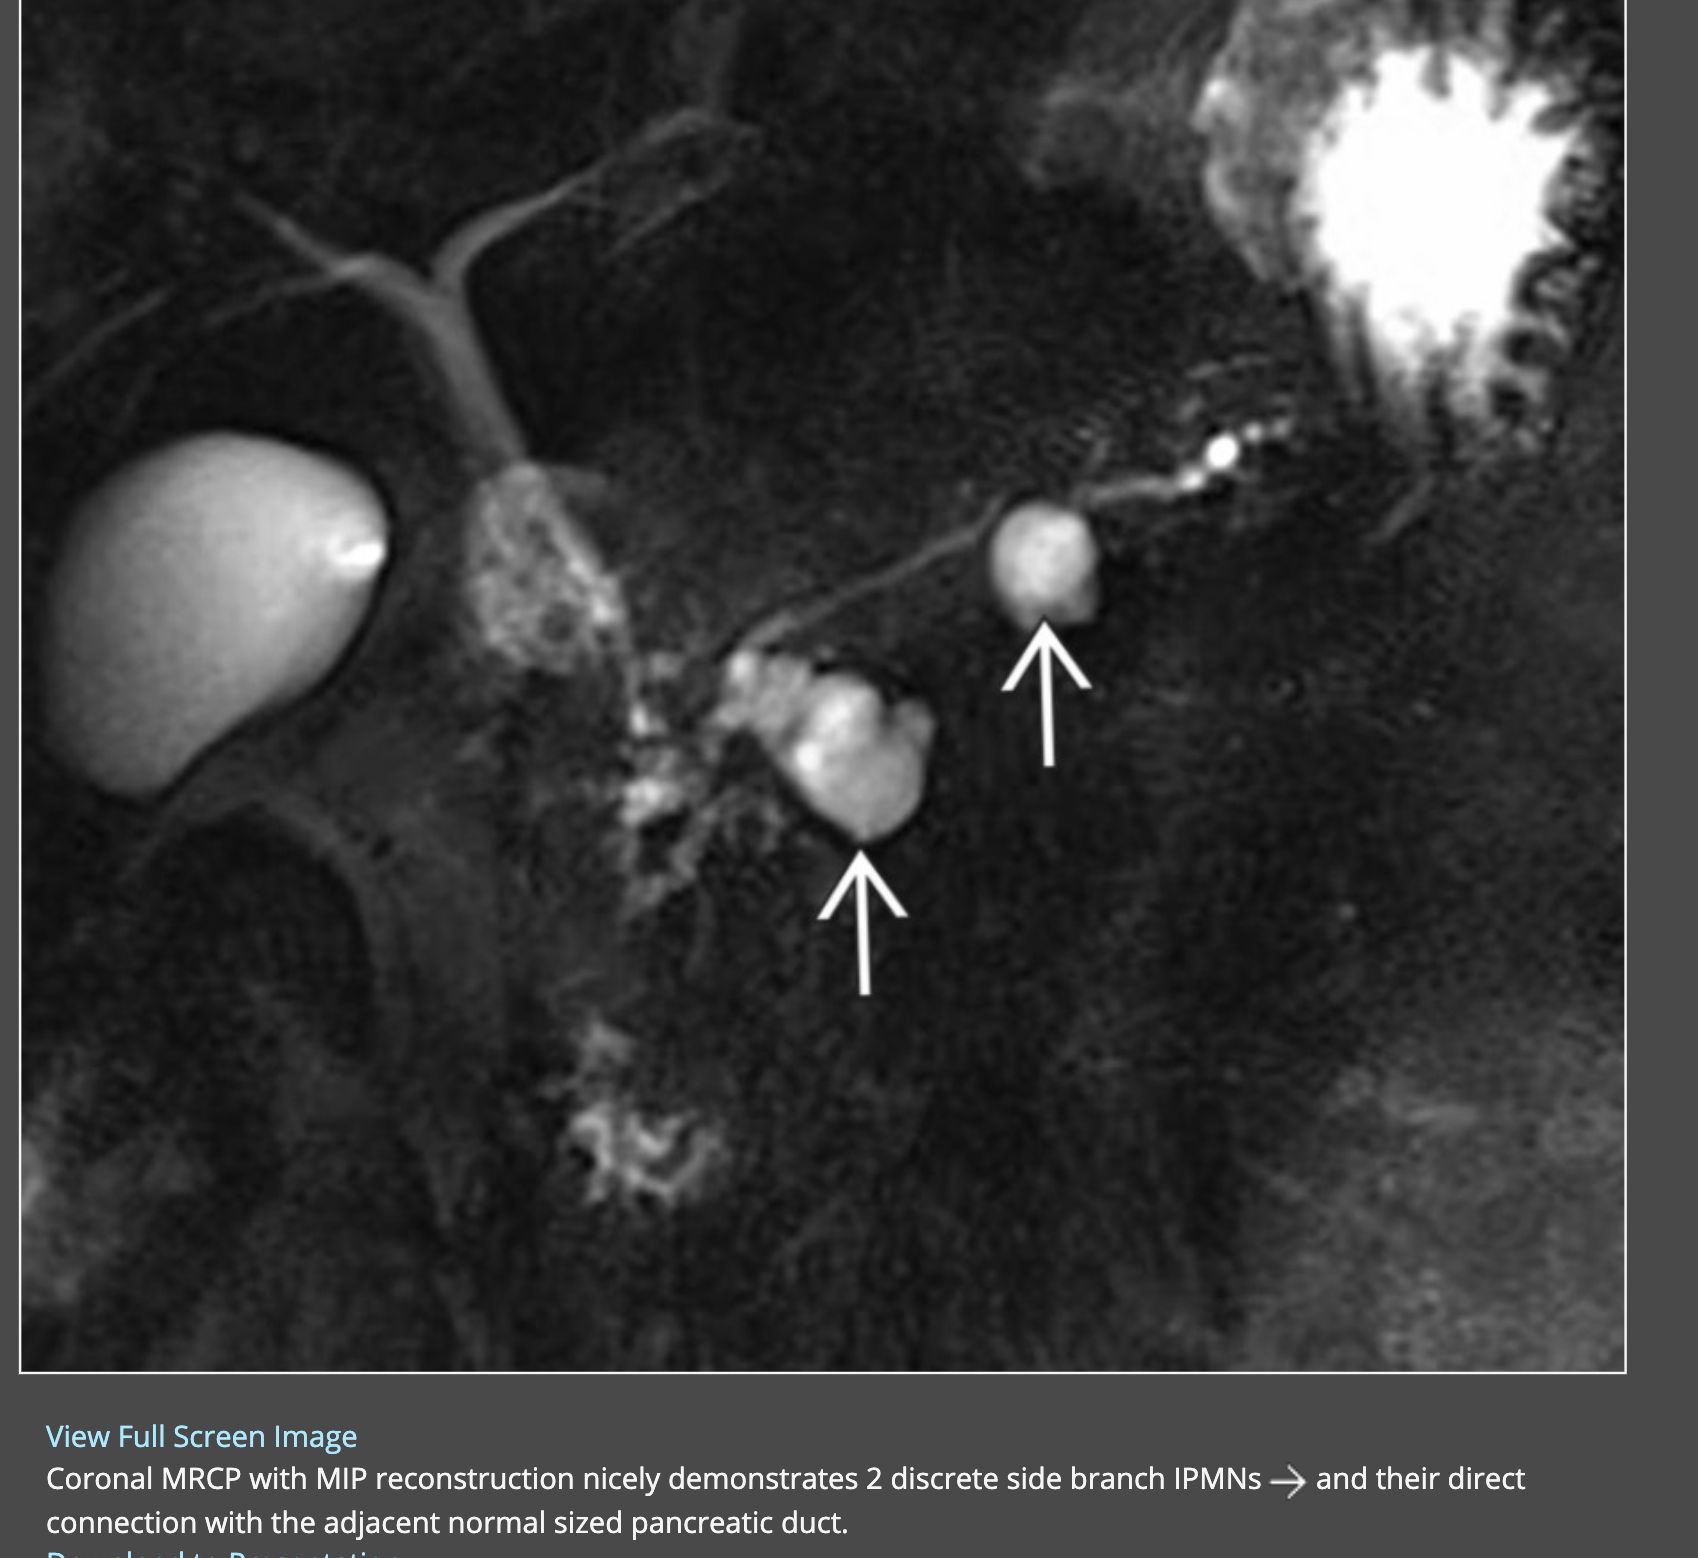 View Full Screen Image
Coronal MRCP with MIP reconstruction nicely demonstrates 2 discrete side branch IPMNs → and their direct
connection with the adjacent normal sized pancreatic duct.